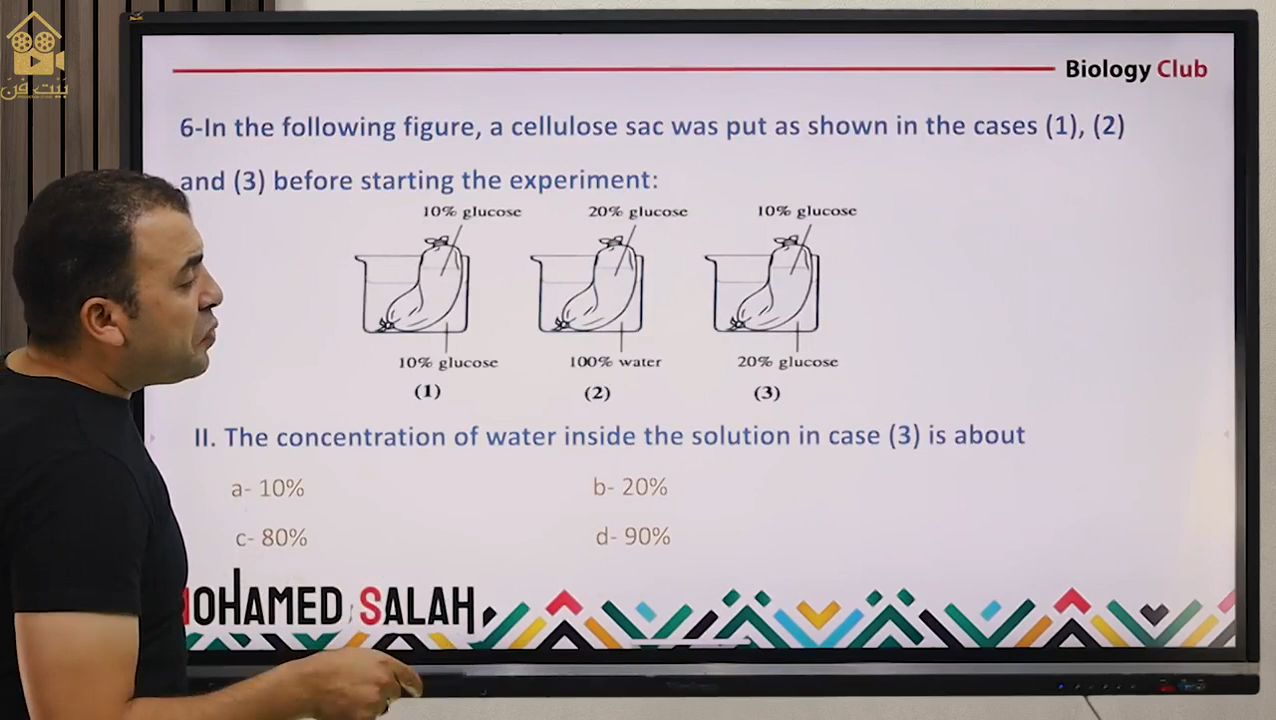 بَيْت فَنّ
Biology Club
6-In the following figure, a cellulose sac was put as shown in the cases (1), (2)
and (3) before starting the experiment:
10% glucose 20% glucose 10% glucose
10% glucose 100% water 20% glucose
(1) (2) (3)
II. The concentration of water inside the solution in case (3) is about
a- 10% b- 20%
c- 80% d- 90%
MOHAMED SALAH